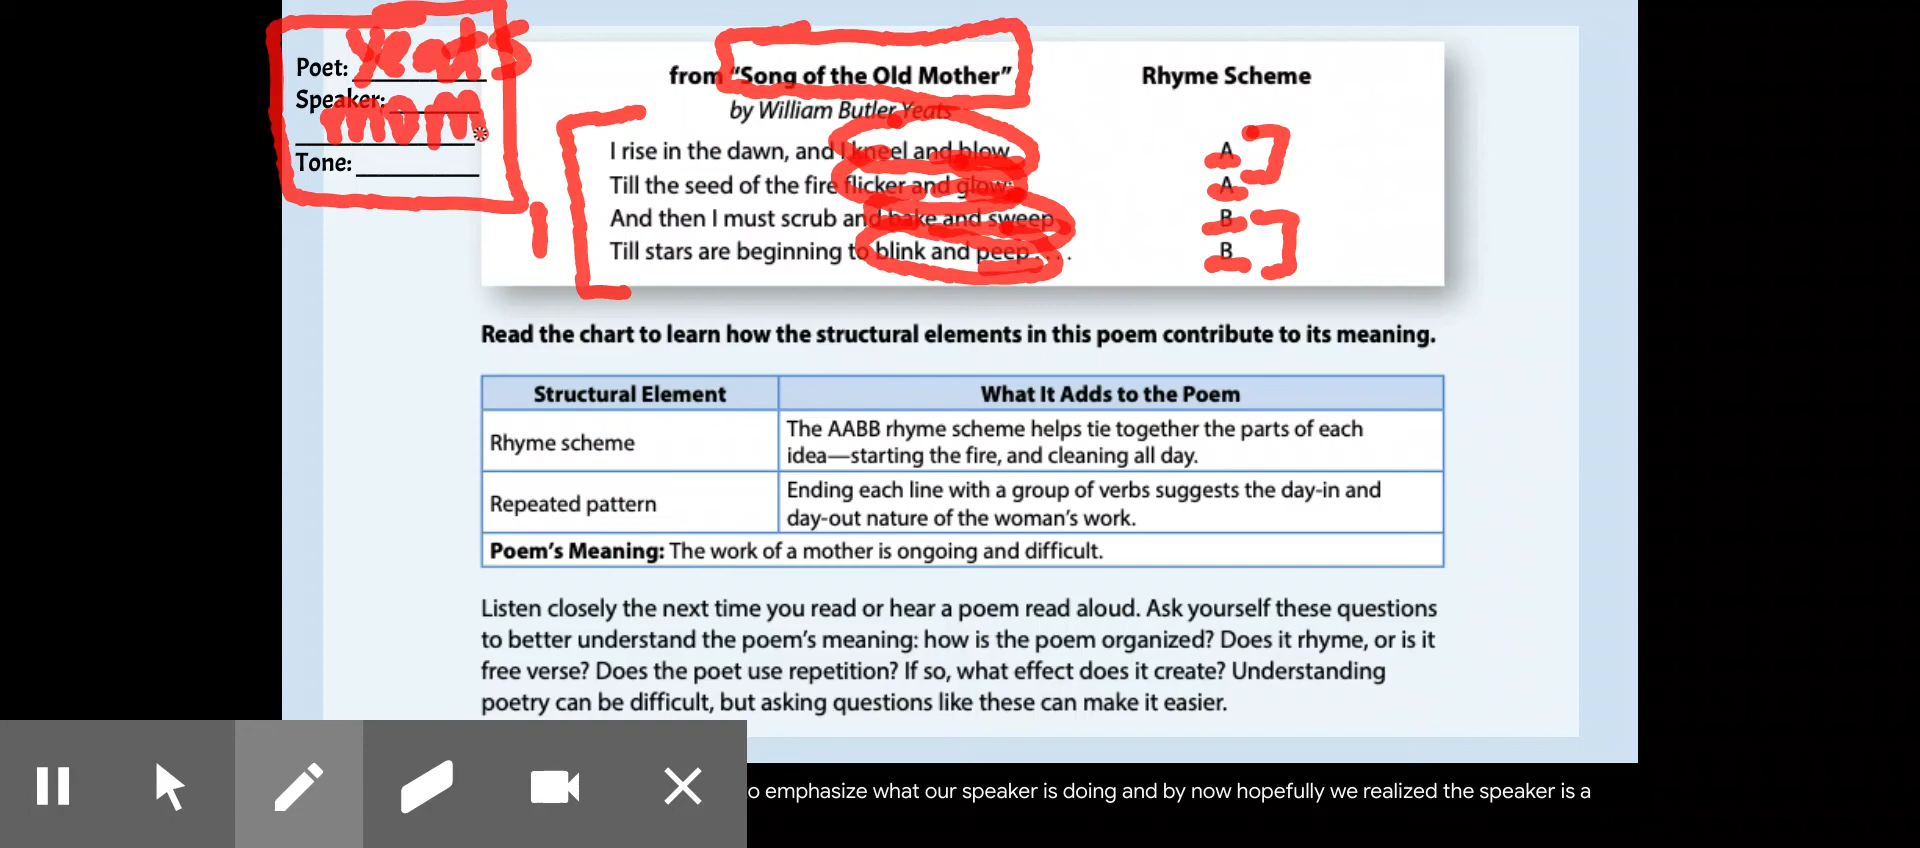 Poet: Yeats
Speaker: mom
Tone:
from "Song of the Old Mother"
by William Butler Yeats
Rhyme Scheme
I rise in the dawn, and I kneel and blow A
Till the seed of the fire flicker and glow; A
And then I must scrub and bake and sweep B
Till stars are beginning to blink and peep . . . . B
Read the chart to learn how the structural elements in this poem contribute to its meaning.
Structural Element What It Adds to the Poem
Rhyme scheme
The AABB rhyme scheme helps tie together the parts of each
idea—starting the fire, and cleaning all day.
Repeated pattern
Ending each line with a group of verbs suggests the day-in and
day-out nature of the woman's work.
Poem's Meaning: The work of a mother is ongoing and difficult.
Listen closely the next time you read or hear a poem read aloud. Ask yourself these questions
to better understand the poem's meaning: how is the poem organized? Does it rhyme, or is it
free verse? Does the poet use repetition? If so, what effect does it create? Understanding
poetry can be difficult, but asking questions like these can make it easier.
o emphasize what our speaker is doing and by now hopefully we realized the speaker is a